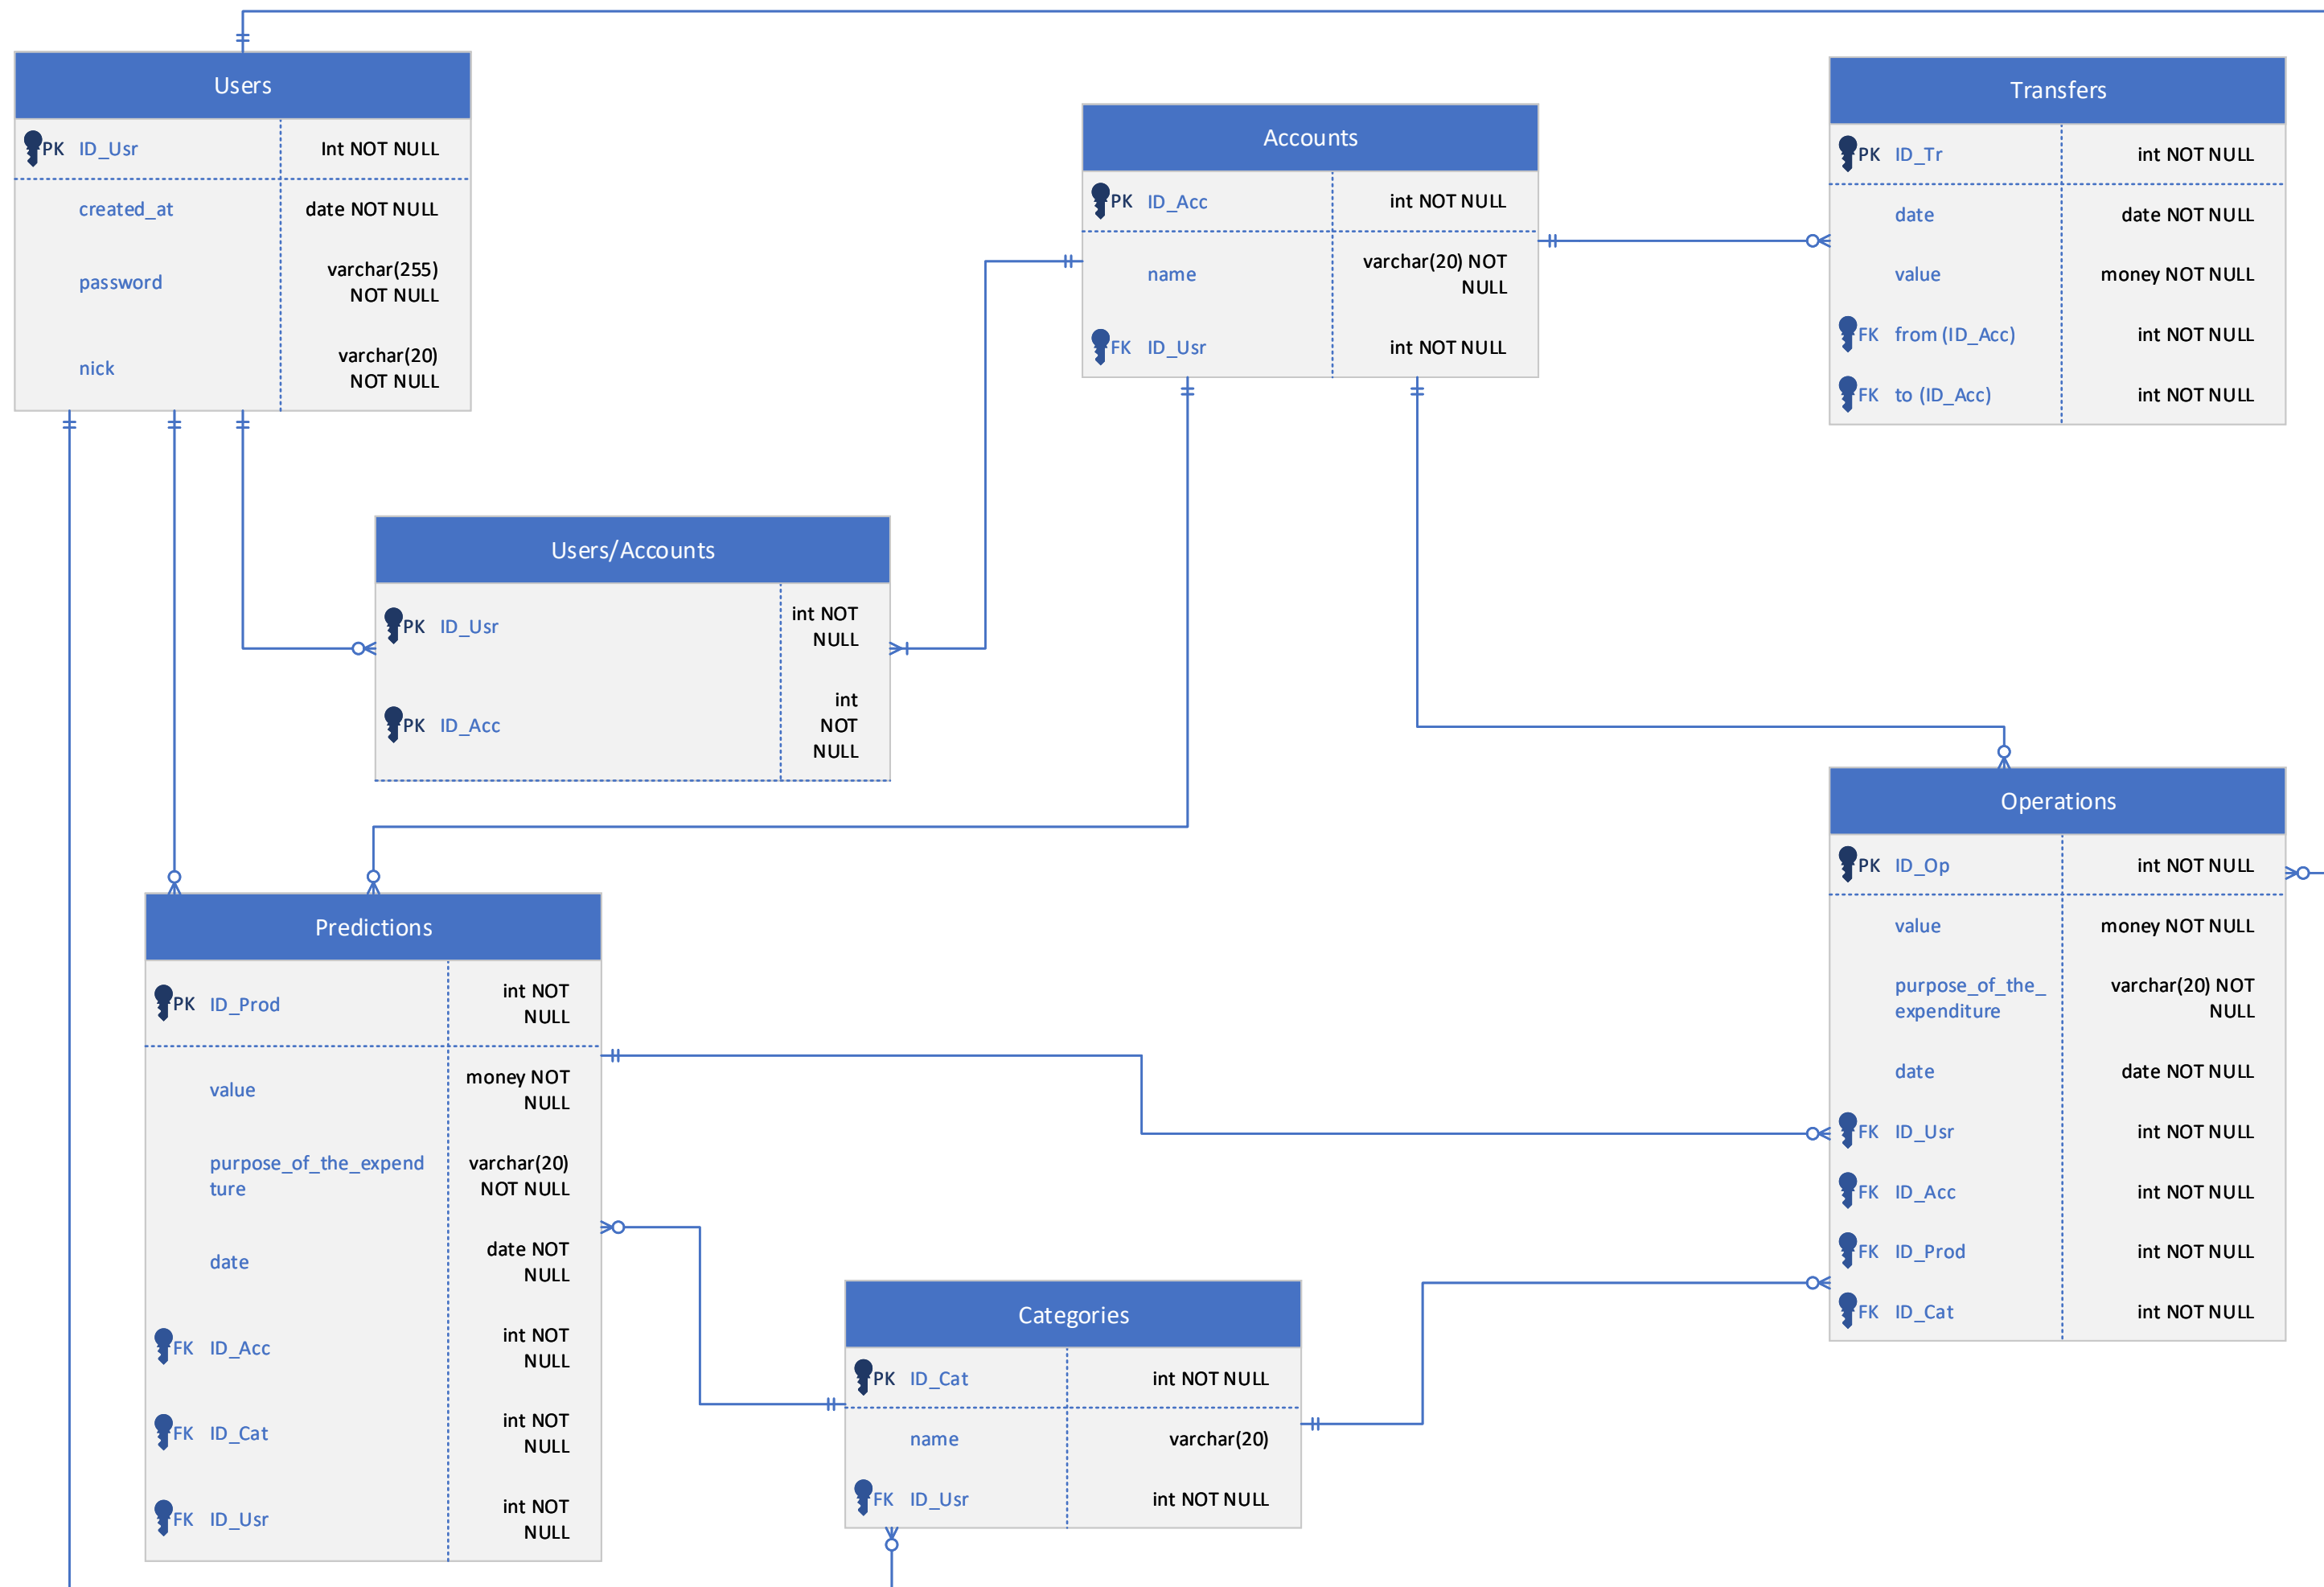 Users
PK ID_Usr Int NOT NULL
created_at date NOT NULL
password varchar(255)
NOT NULL
nick varchar(20)
NOT NULL
Accounts
PK ID_Acc int NOT NULL
name varchar(20) NOT
NULL
FK ID_Usr int NOT NULL
Transfers
PK ID_Tr int NOT NULL
date date NOT NULL
value money NOT NULL
FK from (ID_Acc) int NOT NULL
FK to (ID_Acc) int NOT NULL
Users/Accounts
PK ID_Usr int NOT
NULL
PK ID_Acc int
NOT
NULL
Operations
PK ID_Op int NOT NULL
value money NOT NULL
purpose_of_the_ varchar(20) NOT
expenditure NULL
date date NOT NULL
FK ID_Usr int NOT NULL
FK ID_Acc int NOT NULL
FK ID_Prod int NOT NULL
FK ID_Cat int NOT NULL
Predictions
PK ID_Prod int NOT
NULL
value money NOT
NULL
purpose_of_the_expend varchar(20)
ture NOT NULL
date date NOT
NULL
FK ID_Acc int NOT
NULL
FK ID_Cat int NOT
NULL
FK ID_Usr int NOT
NULL
Categories
PK ID_Cat int NOT NULL
name varchar(20)
FK ID_Usr int NOT NULL